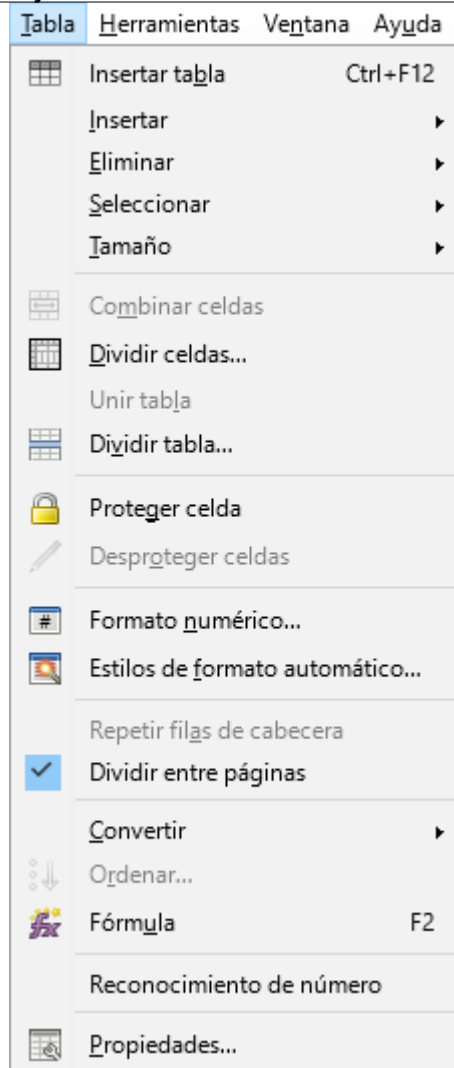 Tabla Herramientas Ventana Ayuda
Insertar tabla Ctrl+F12
Insertar
Eliminar
Seleccionar
Tamaño
Combinar celdas
Dividir celdas...
Unir tabla
Dividir tabla...
Proteger celda
Desproteger celdas
# Formato numérico...
Estilos de formato automático...
Repetir filas de cabecera
Dividir entre páginas
Convertir
Ordenar...
fx Fórmula F2
Reconocimiento de número
Propiedades...